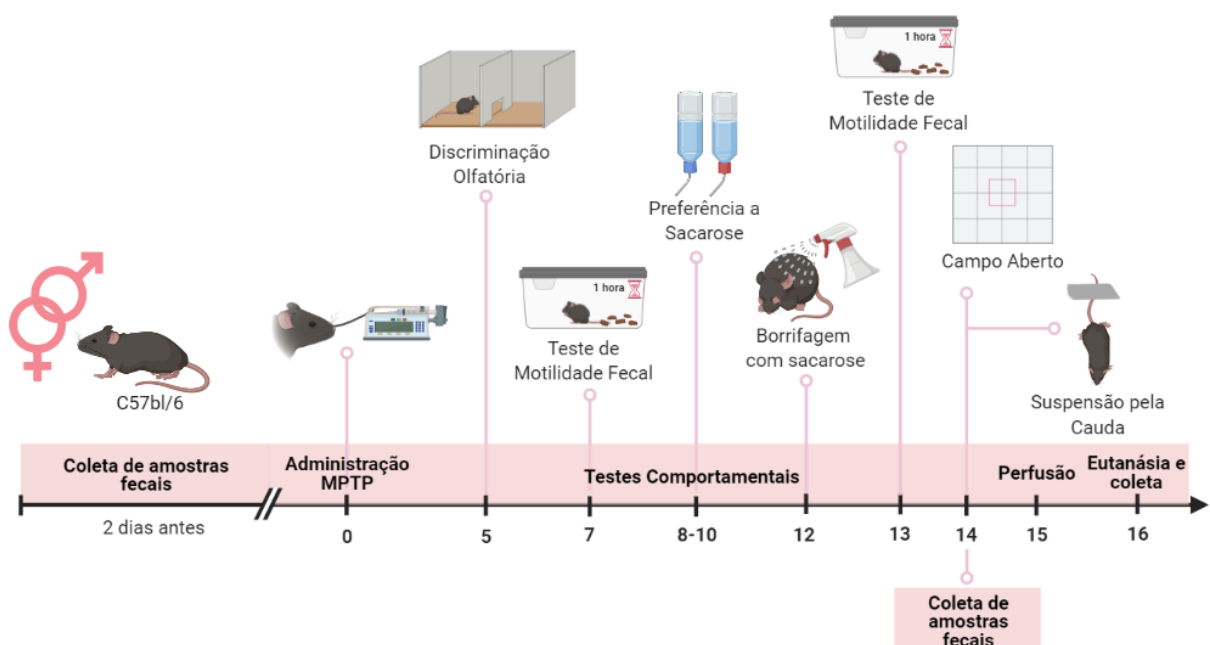 1 hora
Teste de
Motilidade Fecal
Discriminação
Olfatória
Preferência a
Sacarose
Campo Aberto
1 hora
Teste de
Motilidade Fecal
Borrifagem
com sacarose
C57bl/6
Suspensão pela
Cauda
Coleta de amostras
fecais
Administração
MPTP
Testes Comportamentais
Perfusão
Eutanásia e
coleta
2 dias antes
0
5
7
8-10
12
13
14
15
16
Coleta de
amostras
fecais